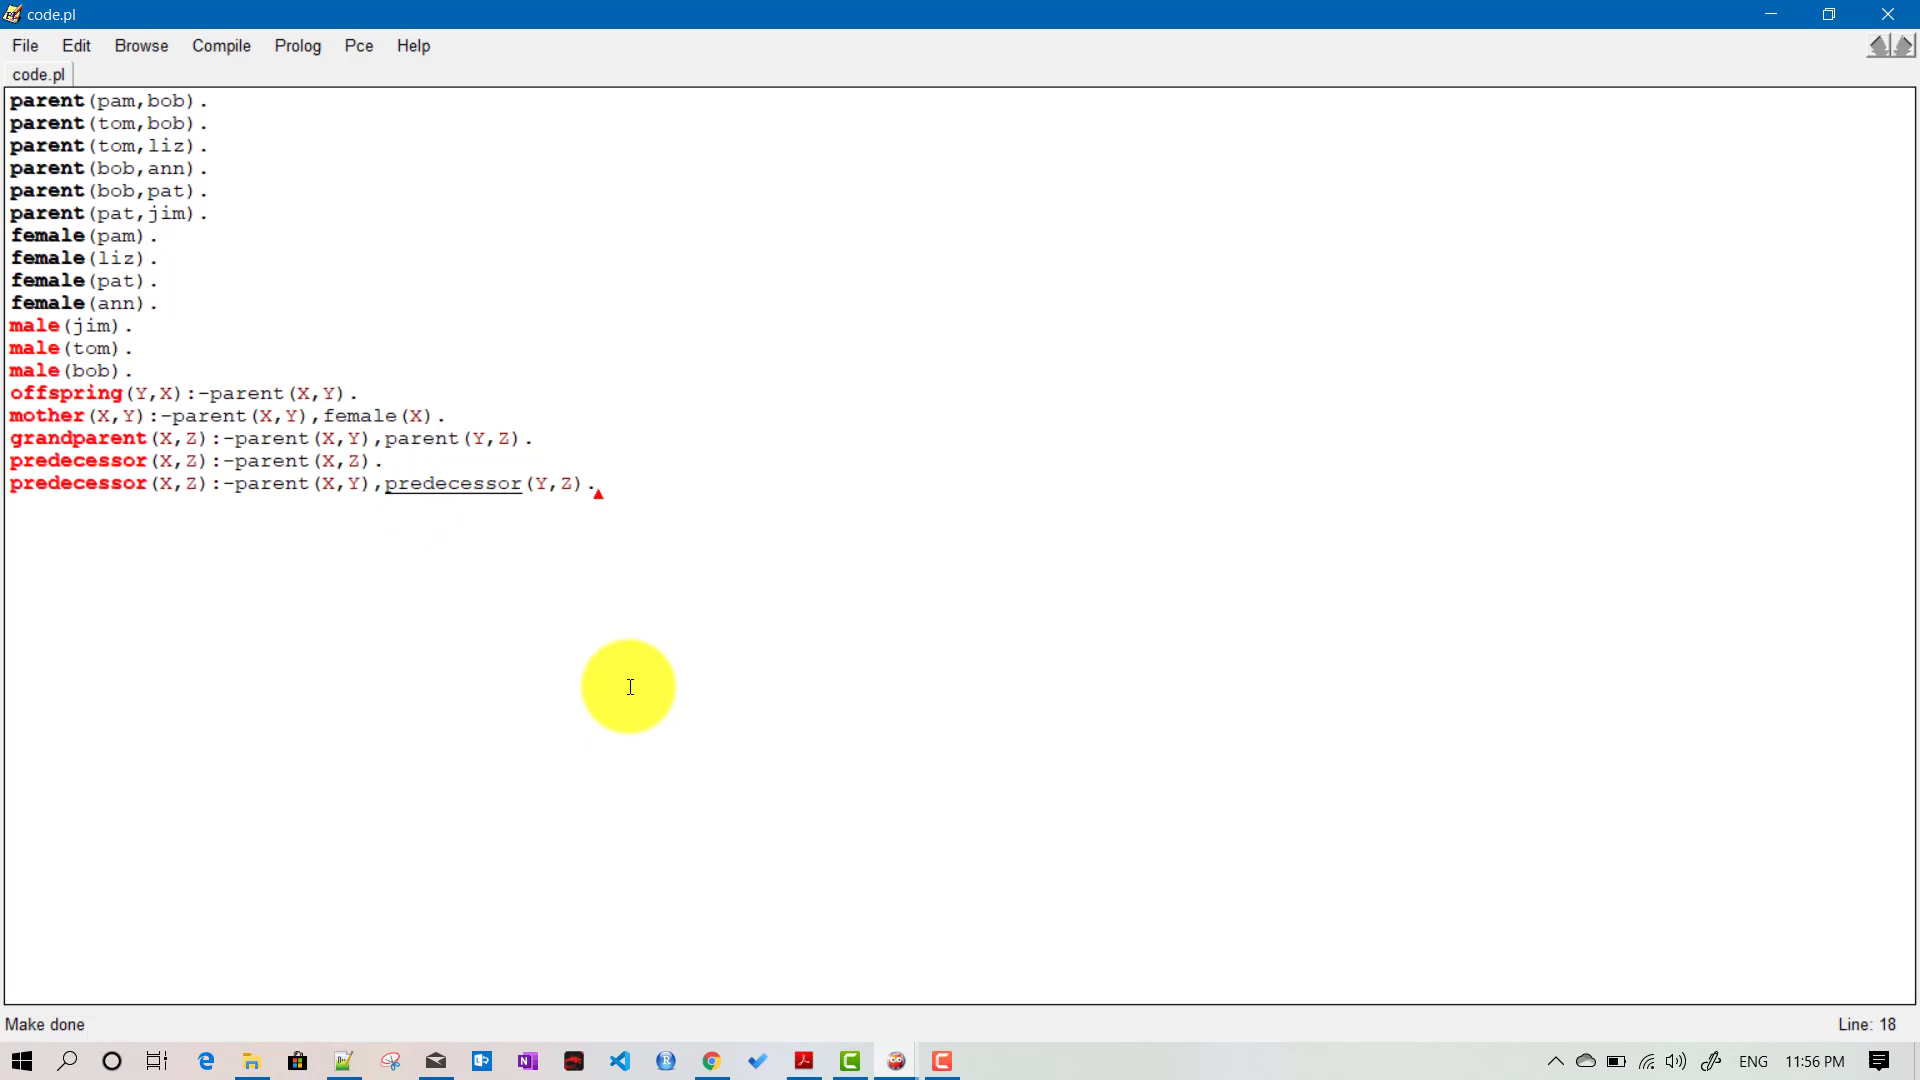 code.pl
File Edit Browse Compile Prolog Pce Help
code.pl
parent(pam,bob).
parent(tom,bob).
parent(tom,liz).
parent(bob,ann).
parent(bob,pat).
parent(pat,jim).
female(pam).
female(liz).
female(pat).
female(ann).
male(jim).
male(tom).
male(bob).
offspring(Y,X):-parent(X,Y).
mother(X,Y):-parent(X,Y),female(X).
grandparent(X,Z):-parent(X,Y),parent(Y,Z).
predecessor(X,Z):-parent(X,Z).
predecessor(X,Z):-parent(X,Y),predecessor(Y,Z).
Make done Line: 18
ENG 11:56 PM